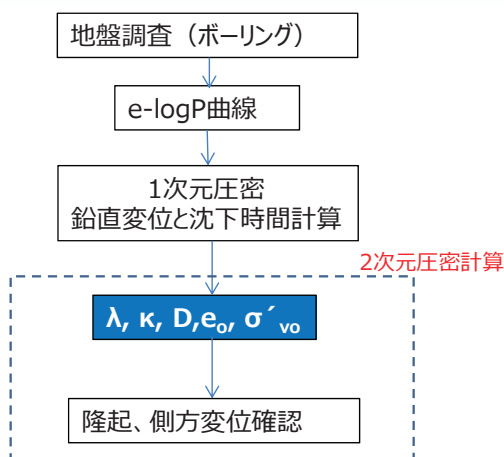 地盤調査（ボーリング）
e-logP曲線
1次元圧密
鉛直変位と沈下時間計算
2次元圧密計算
λ, κ, D,eo, σ´vo
隆起、側方変位確認